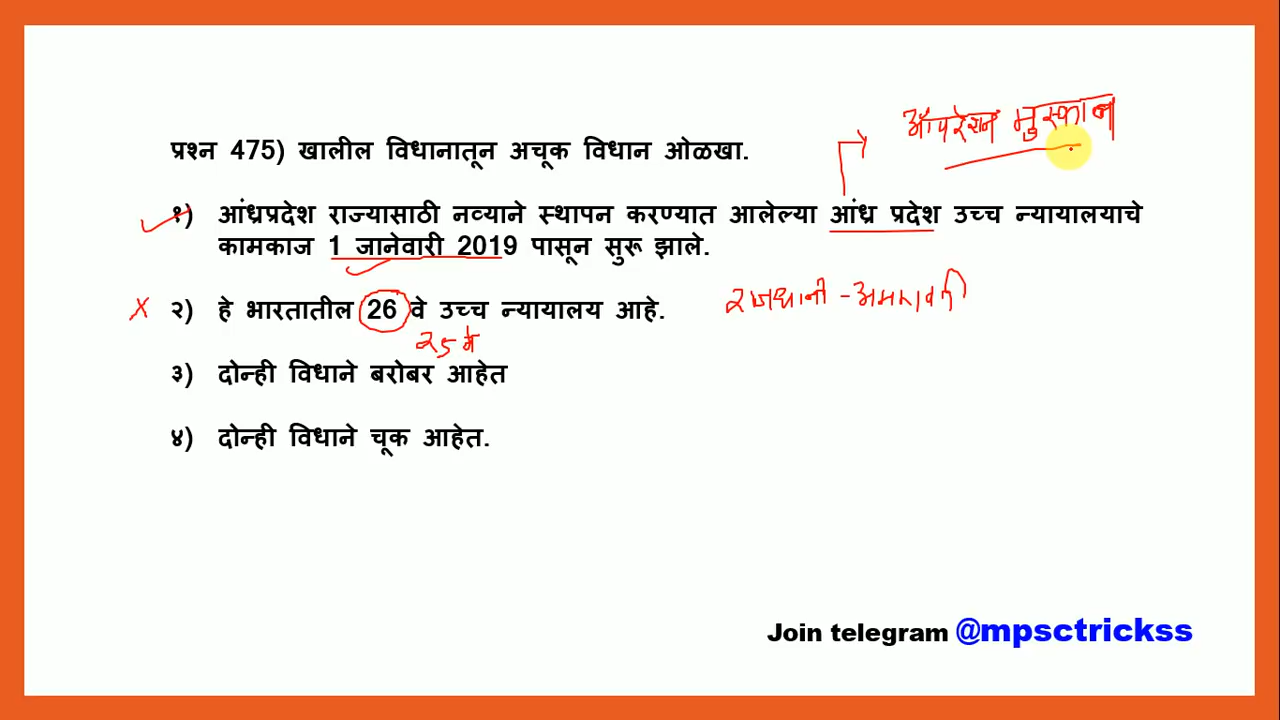 ऑपरेशन मुस्कान
प्रश्न 475) खालील विधानातून अचूक विधान ओळखा.
१) आंध्रप्रदेश राज्यासाठी नव्याने स्थापन करण्यात आलेल्या आंध्र प्रदेश उच्च न्यायालयाचे
कामकाज 1 जानेवारी 2019 पासून सुरू झाले.
२) हे भारतातील 26 वे उच्च न्यायालय आहे.
राजधानी - अमरावती
२५ वे
३) दोन्ही विधाने बरोबर आहेत
४) दोन्ही विधाने चूक आहेत.
Join telegram @mpsctrickss